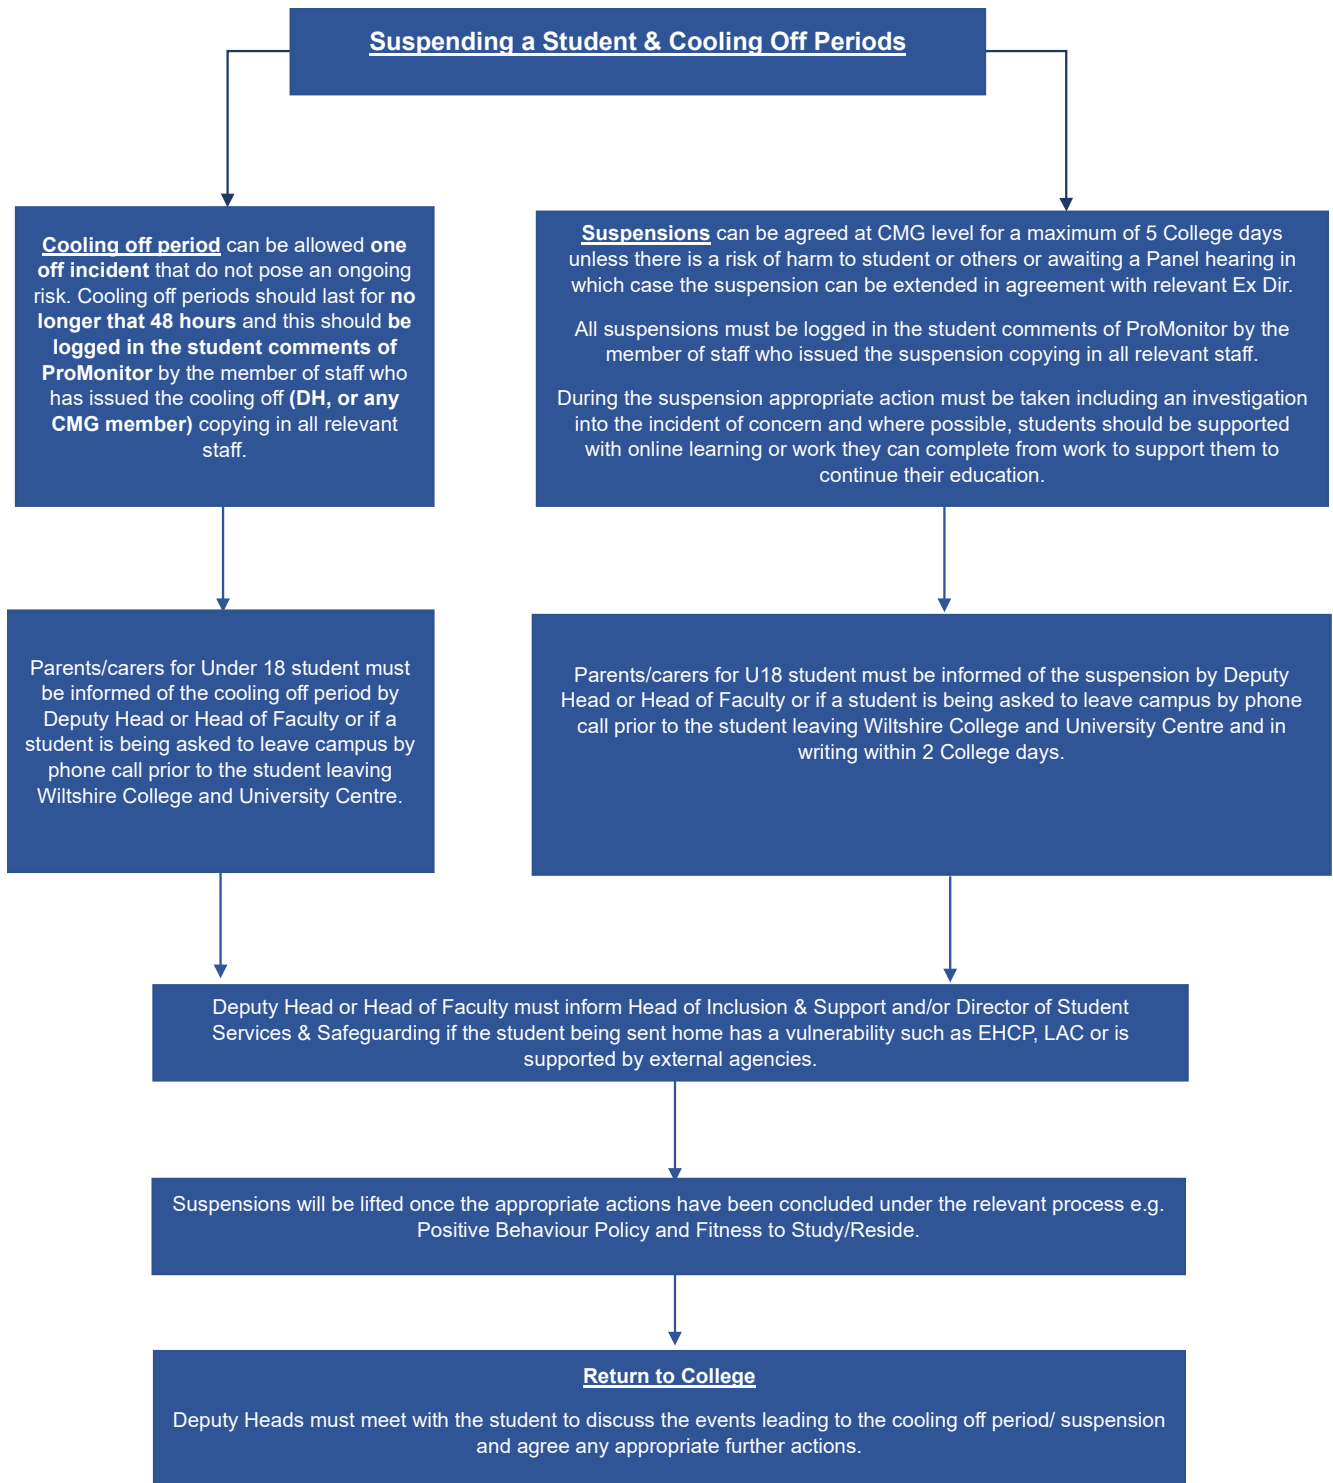 Suspending a Student & Cooling Off Periods
Cooling off period can be allowed one
off incident that do not pose an ongoing
risk. Cooling off periods should last for no
longer that 48 hours and this should be
logged in the student comments of
ProMonitor by the member of staff who
has issued the cooling off (DH, or any
CMG member) copying in all relevant
staff.
Suspensions can be agreed at CMG level for a maximum of 5 College days
unless there is a risk of harm to student or others or awaiting a Panel hearing in
which case the suspension can be extended in agreement with relevant Ex Dir.
All suspensions must be logged in the student comments of ProMonitor by the
member of staff who issued the suspension copying in all relevant staff.
During the suspension appropriate action must be taken including an investigation
into the incident of concern and where possible, students should be supported
with online learning or work they can complete from work to support them to
continue their education.
Parents/carers for Under 18 student must
be informed of the cooling off period by
Deputy Head or Head of Faculty or if a
student is being asked to leave campus by
phone call prior to the student leaving
Wiltshire College and University Centre.
Parents/carers for U18 student must be informed of the suspension by Deputy
Head or Head of Faculty or if a student is being asked to leave campus by phone
call prior to the student leaving Wiltshire College and University Centre and in
writing within 2 College days.
Deputy Head or Head of Faculty must inform Head of Inclusion & Support and/or Director of Student
Services & Safeguarding if the student being sent home has a vulnerability such as EHCP, LAC or is
supported by external agencies.
Suspensions will be lifted once the appropriate actions have been concluded under the relevant process e.g.
Positive Behaviour Policy and Fitness to Study/Reside.
Return to College
Deputy Heads must meet with the student to discuss the events leading to the cooling off period/ suspension
and agree any appropriate further actions.